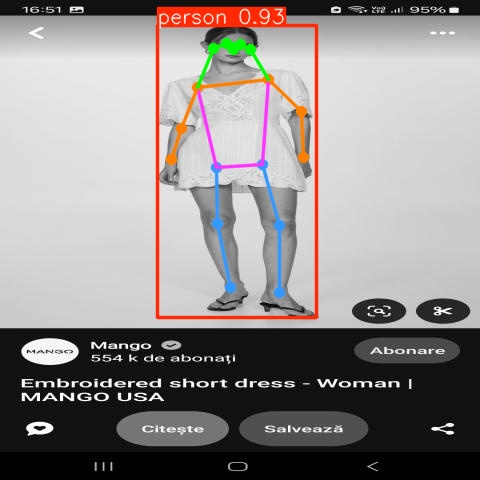 16:51
95%
person 0.93
MANGO
Mango
554 k de abonați
Abonare
Embroidered short dress - Woman |
MANGO USA
Citește
Salvează